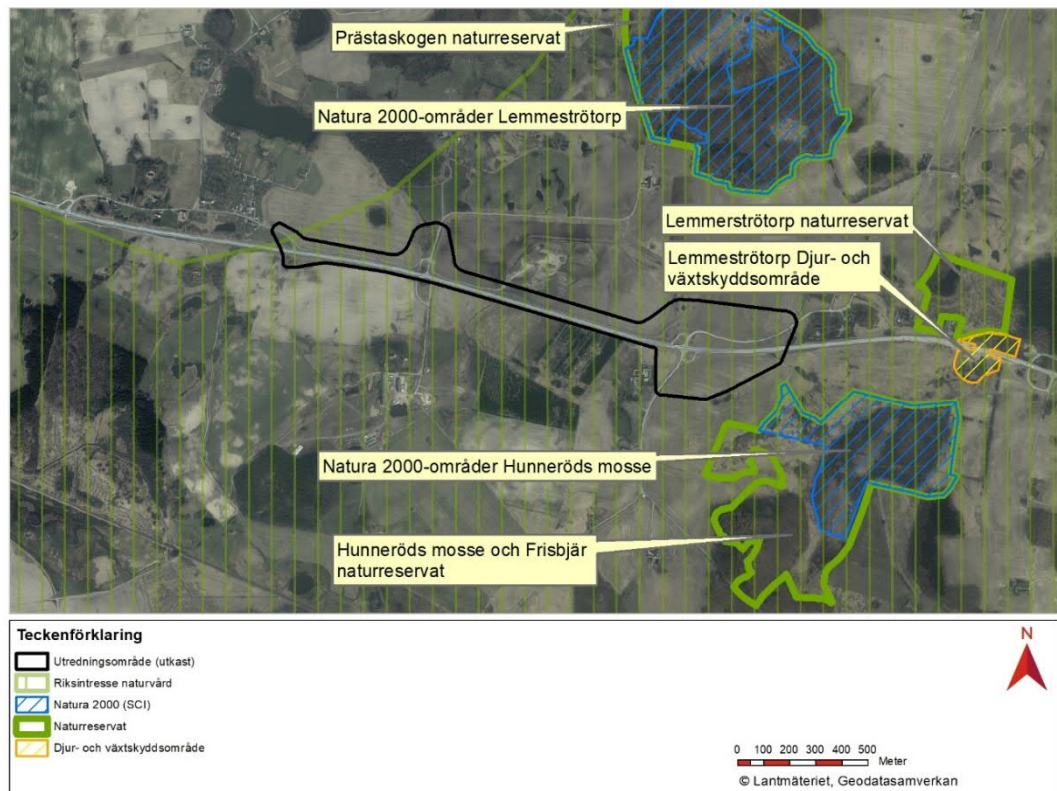 Prästaskogen naturreservat
Natura 2000-områder Lemmeströtorp
Lemmerströtorp naturreservat
Lemmeströtorp Djur- och
växtskyddsområde
Natura 2000-områder Hunneröds mosse
Hunneröds mosse och Frisbjär
naturreservat
Teckenförklaring
Utredningsområde (utkast)
Riksintresse naturvård
Natura 2000 (SCI)
Naturreservat
Djur- och växtskyddsområde
N
0 100 200 300 400 500
Meter
© Lantmäteriet, Geodatasamverkan